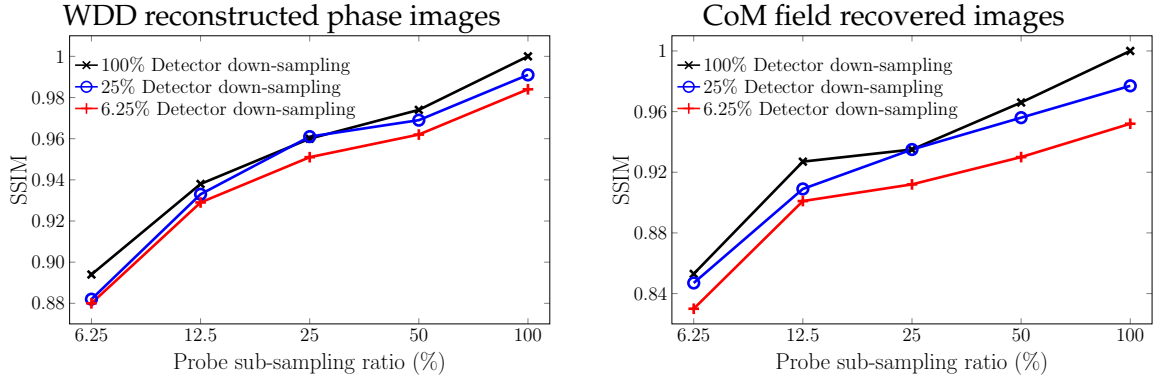 WDD reconstructed phase images
1
0.98
0.96
0.94
0.92
0.90
0.88
SSIM
100% Detector down-sampling
25% Detector down-sampling
6.25% Detector down-sampling
6.25 12.5 25 50 100
Probe sub-sampling ratio (%)
CoM field recovered images
1
0.96
0.92
0.88
0.84
SSIM
100% Detector down-sampling
25% Detector down-sampling
6.25% Detector down-sampling
6.25 12.5 25 50 100
Probe sub-sampling ratio (%)